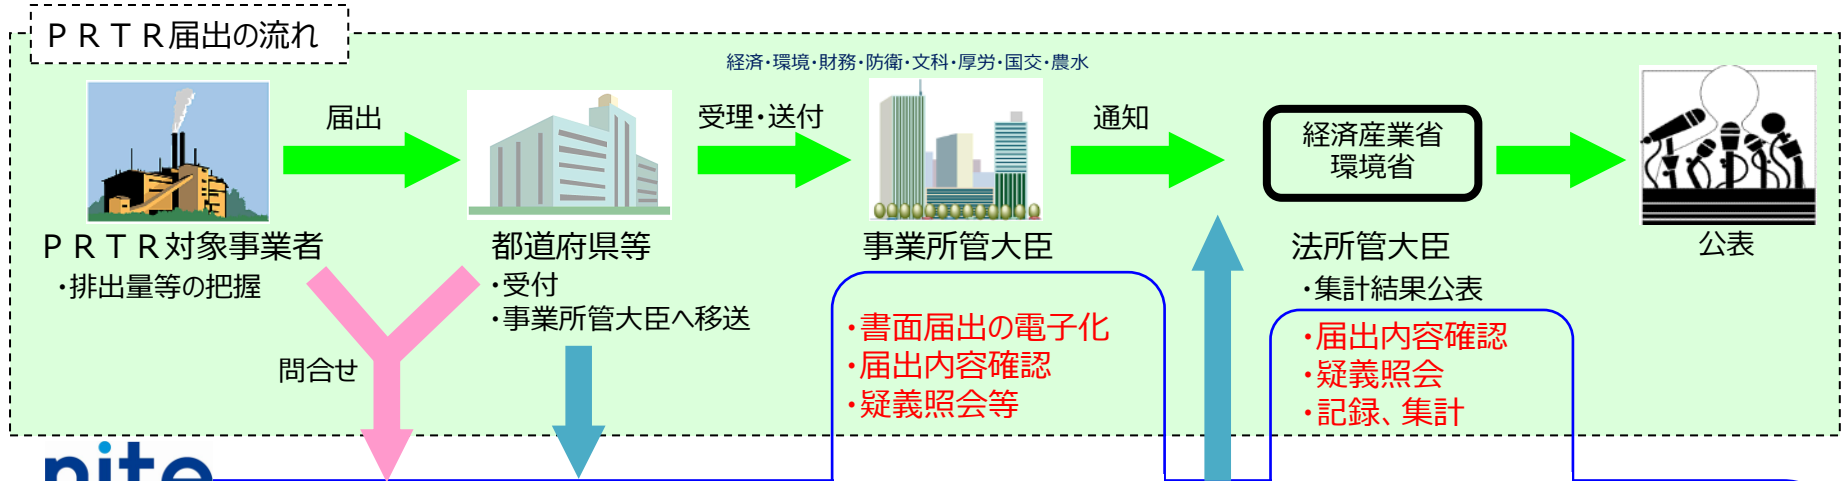 ＰＲＴＲ届出の流れ
経済・環境・財務・防衛・文科・厚労・国交・農水
届出
受理・送付
通知
経済産業省
環境省
ＰＲＴＲ対象事業者
・排出量等の把握
都道府県等
・受付
・事業所管大臣へ移送
事業所管大臣
法所管大臣
・集計結果公表
公表
問合せ
・書面届出の電子化
・届出内容確認
・疑義照会等
・届出内容確認
・疑義照会
・記録、集計
nite